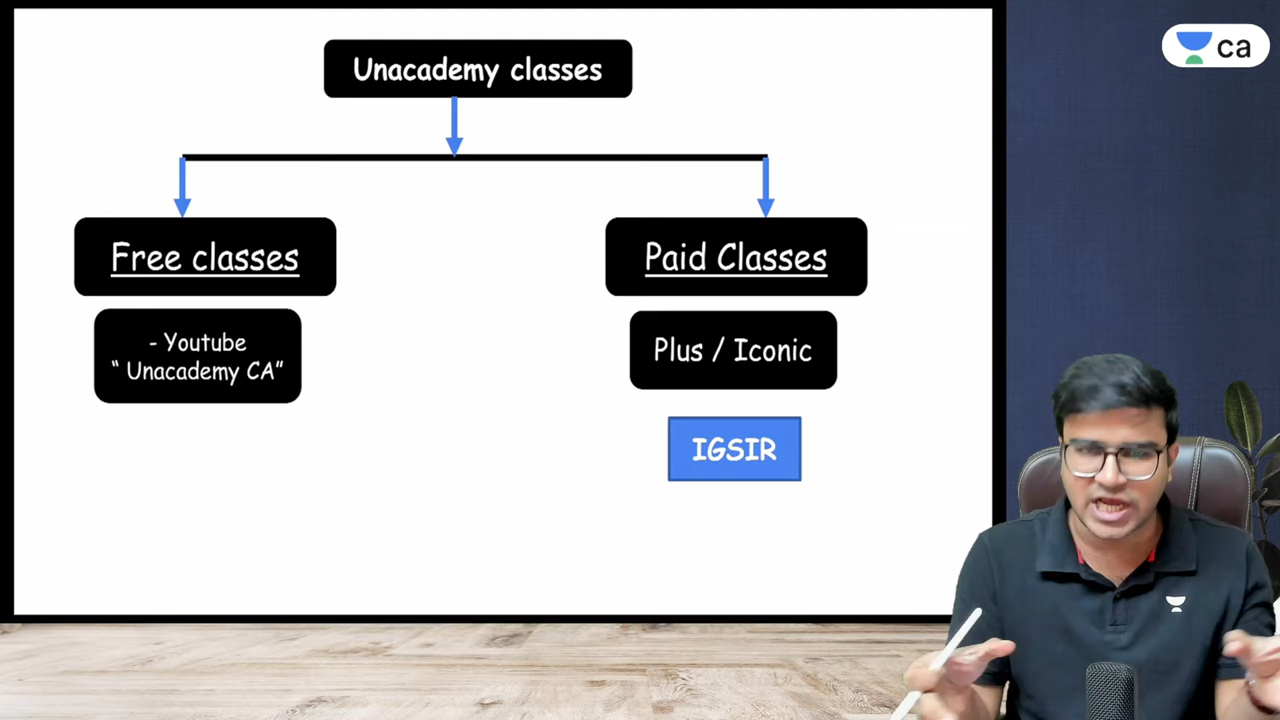 Unacademy classes
ca
Free classes
Paid Classes
- Youtube
“ Unacademy CA”
Plus / Iconic
IGSIR